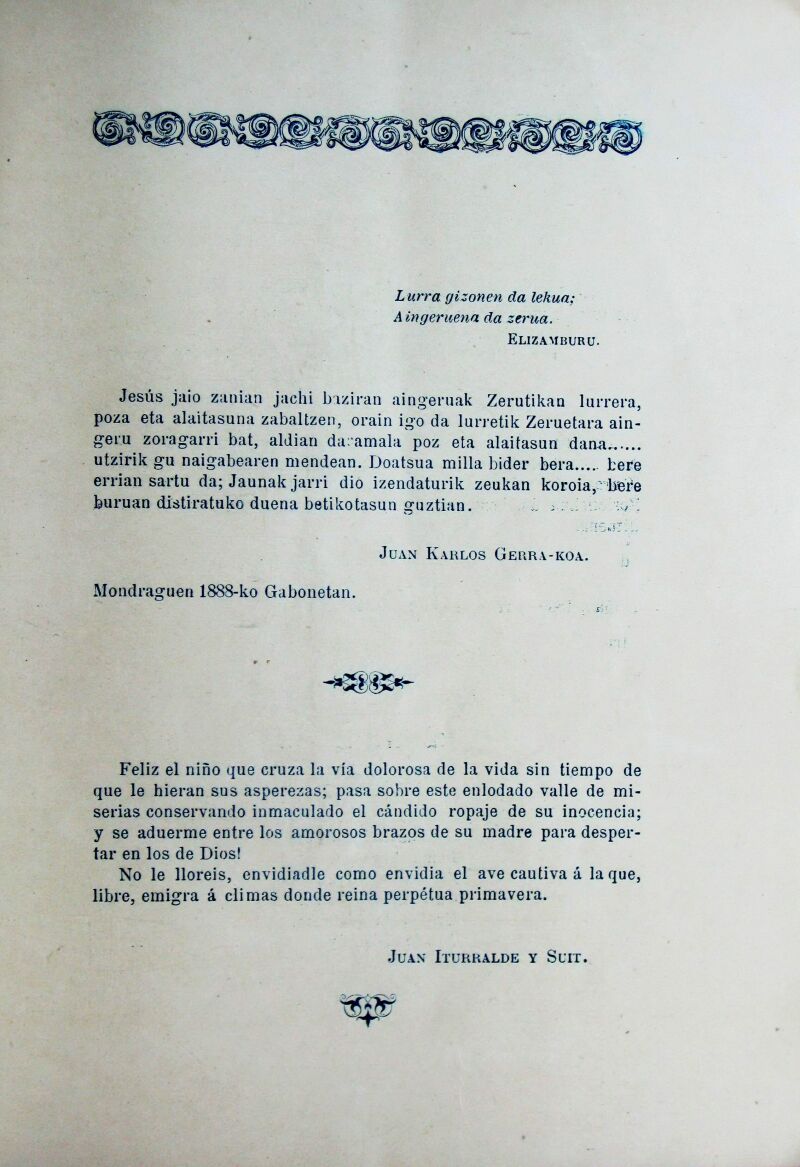 Lurra gizonen da lekua;
Aingeruena da zerua.
ELIZAMBURU.
Jesús jaio zanian jachi baziran aingeruak Zerutikan lurrera,
poza eta alaitasuna zabaltzen, orain igo da lurretik Zeruetara ain-
geru zoragarri bat, aldian daramala poz eta alaitasun dana......
utzirik gu naigabearen mendean. Doatsua milla bider bera..... bere
errian sartu da; Jaunak jarri dio izendaturik zeukan koroia, bere
buruan distiratuko duena betikotasun guztian.
JUAN KARLOS GERRA-KOA.
Mondraguen 1888-ko Gabonetan.
Feliz el niño que cruza la vía dolorosa de la vida sin tiempo de
que le hieran sus asperezas; pasa sobre este enlodado valle de mi-
serias conservando inmaculado el cándido ropaje de su inocencia;
y se aduerme entre los amorosos brazos de su madre para desper-
tar en los de Dios!
No le lloreis, envidiadle como envidia el ave cautiva á la que,
libre, emigra á climas donde reina perpétua primavera.
JUAN ITURRALDE Y SUIT.